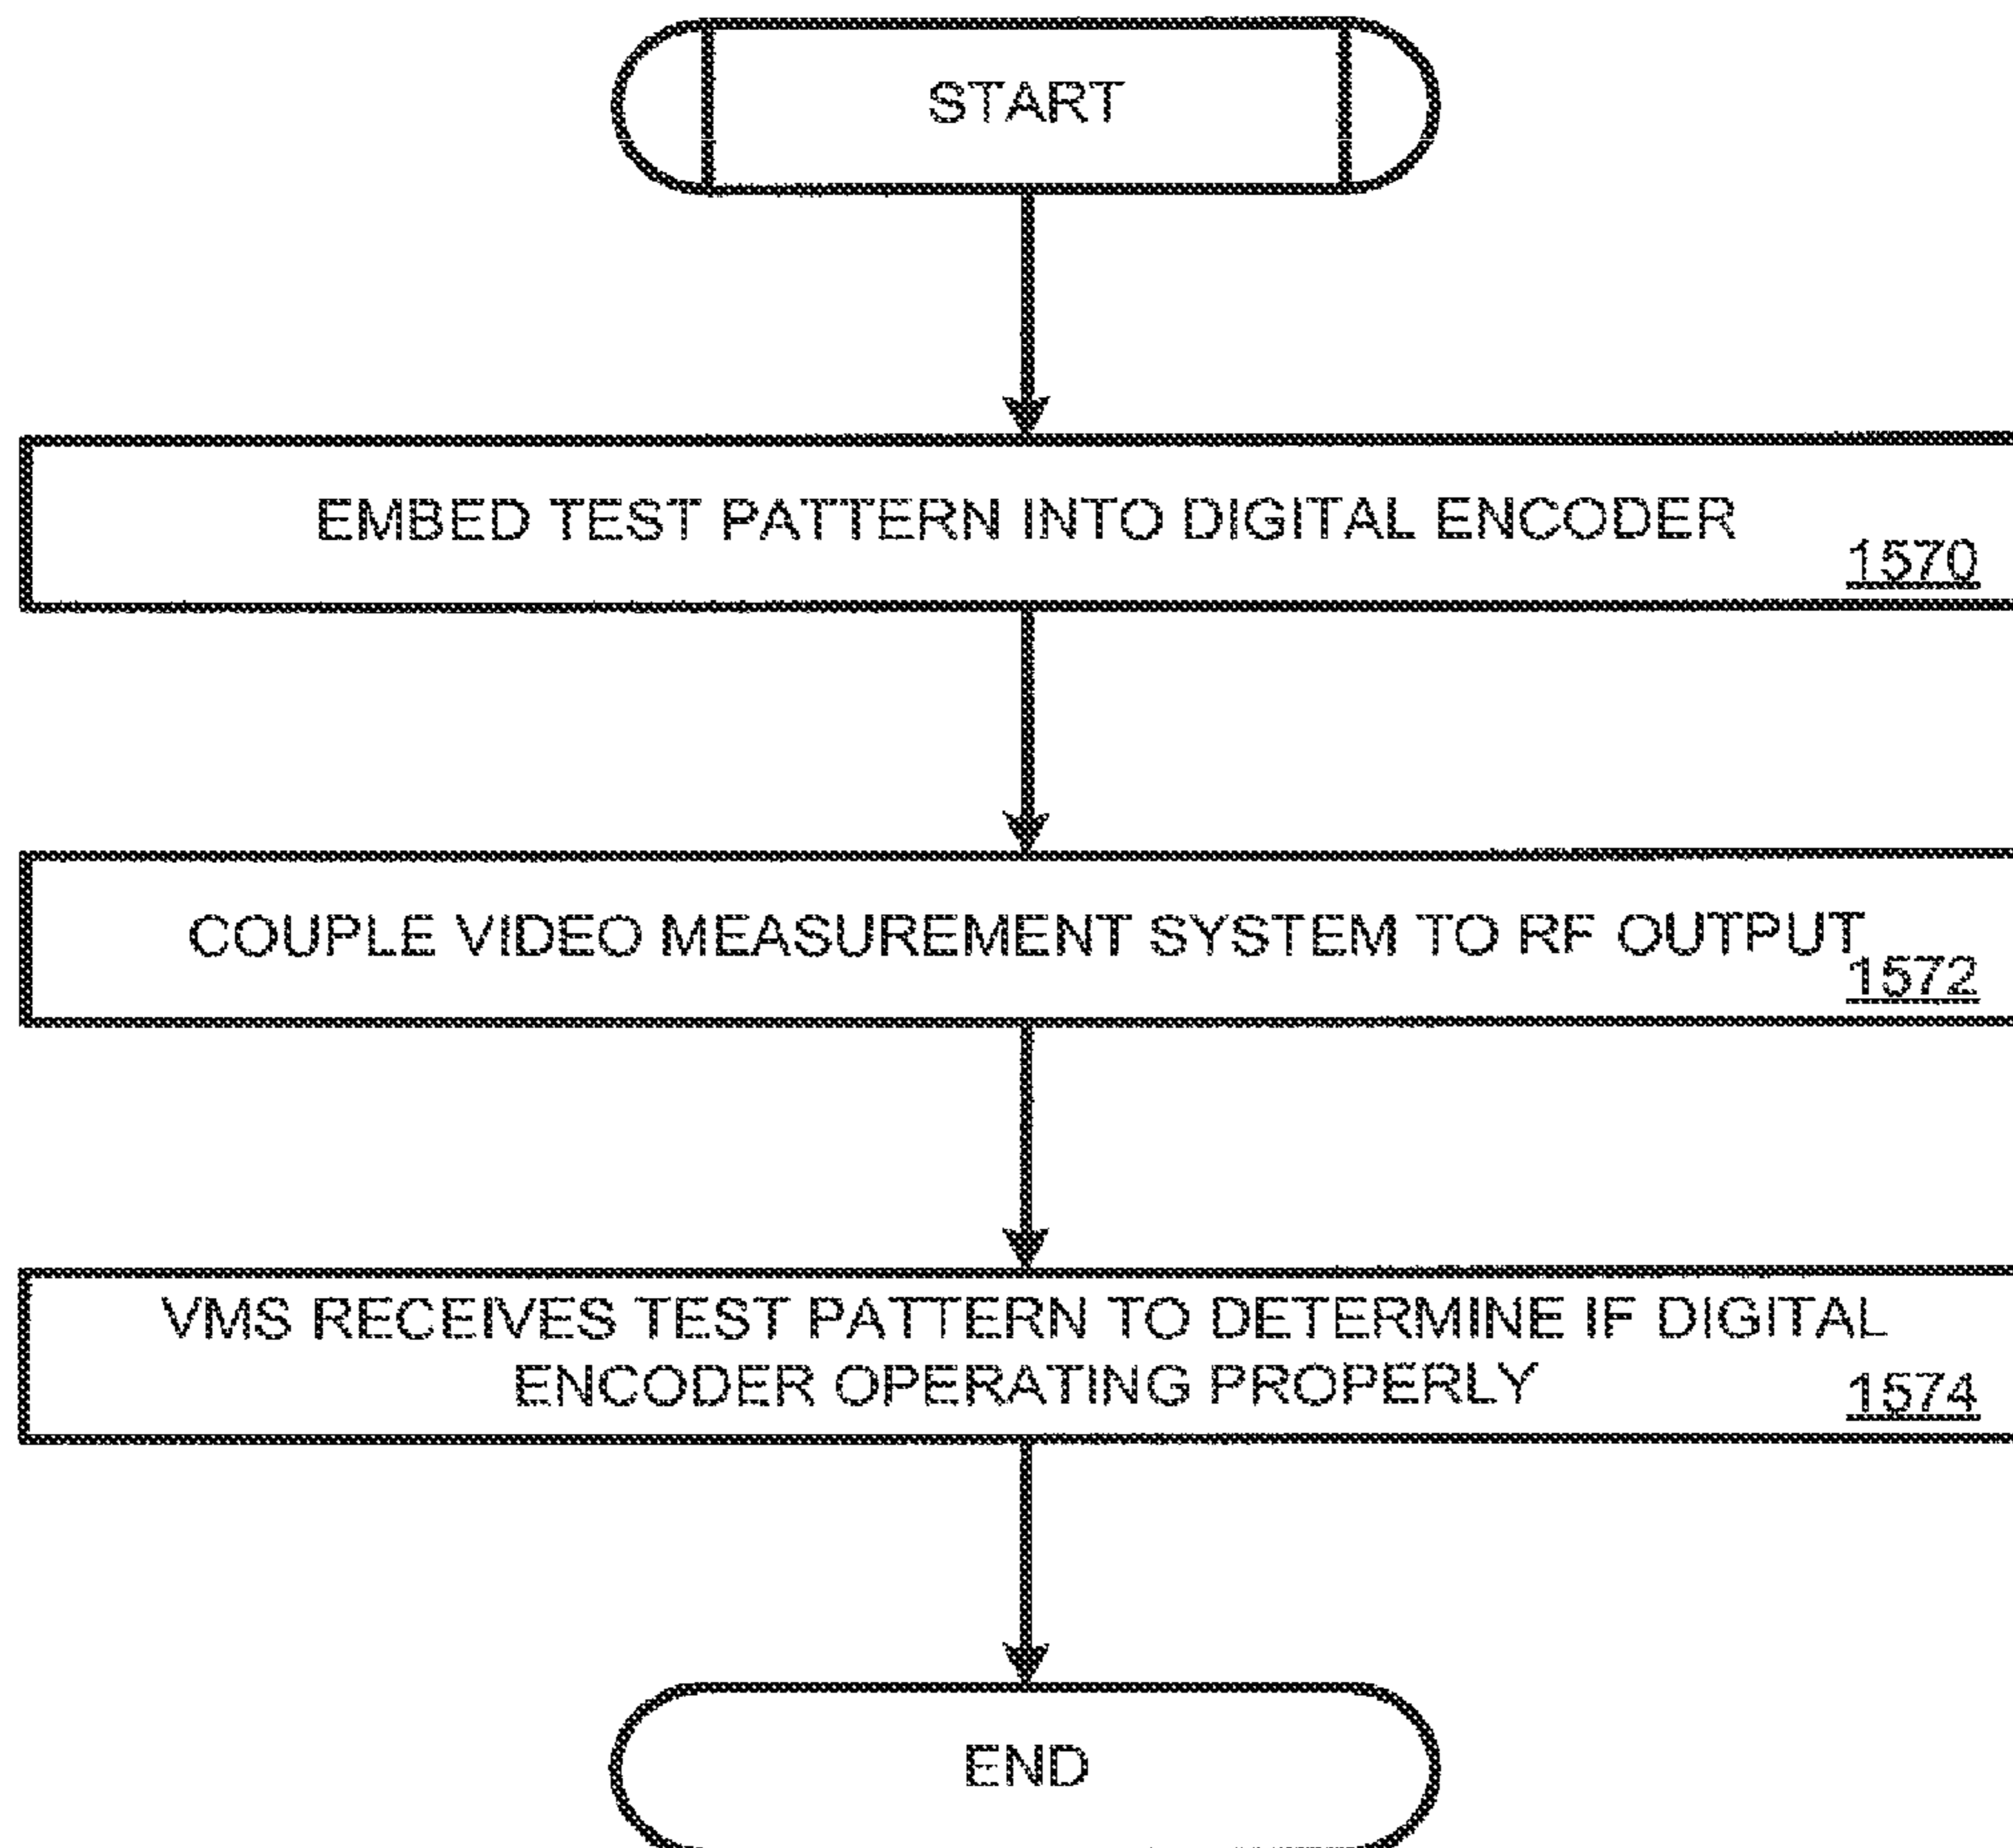 START
EMBED TEST PATTERN INTO DIGITAL ENCODER
1570
COUPLE VIDEO MEASUREMENT SYSTEM TO RF OUTPUT
1572
VMS RECEIVES TEST PATTERN TO DETERMINE IF DIGITAL
ENCODER OPERATING PROPERLY
1574
END